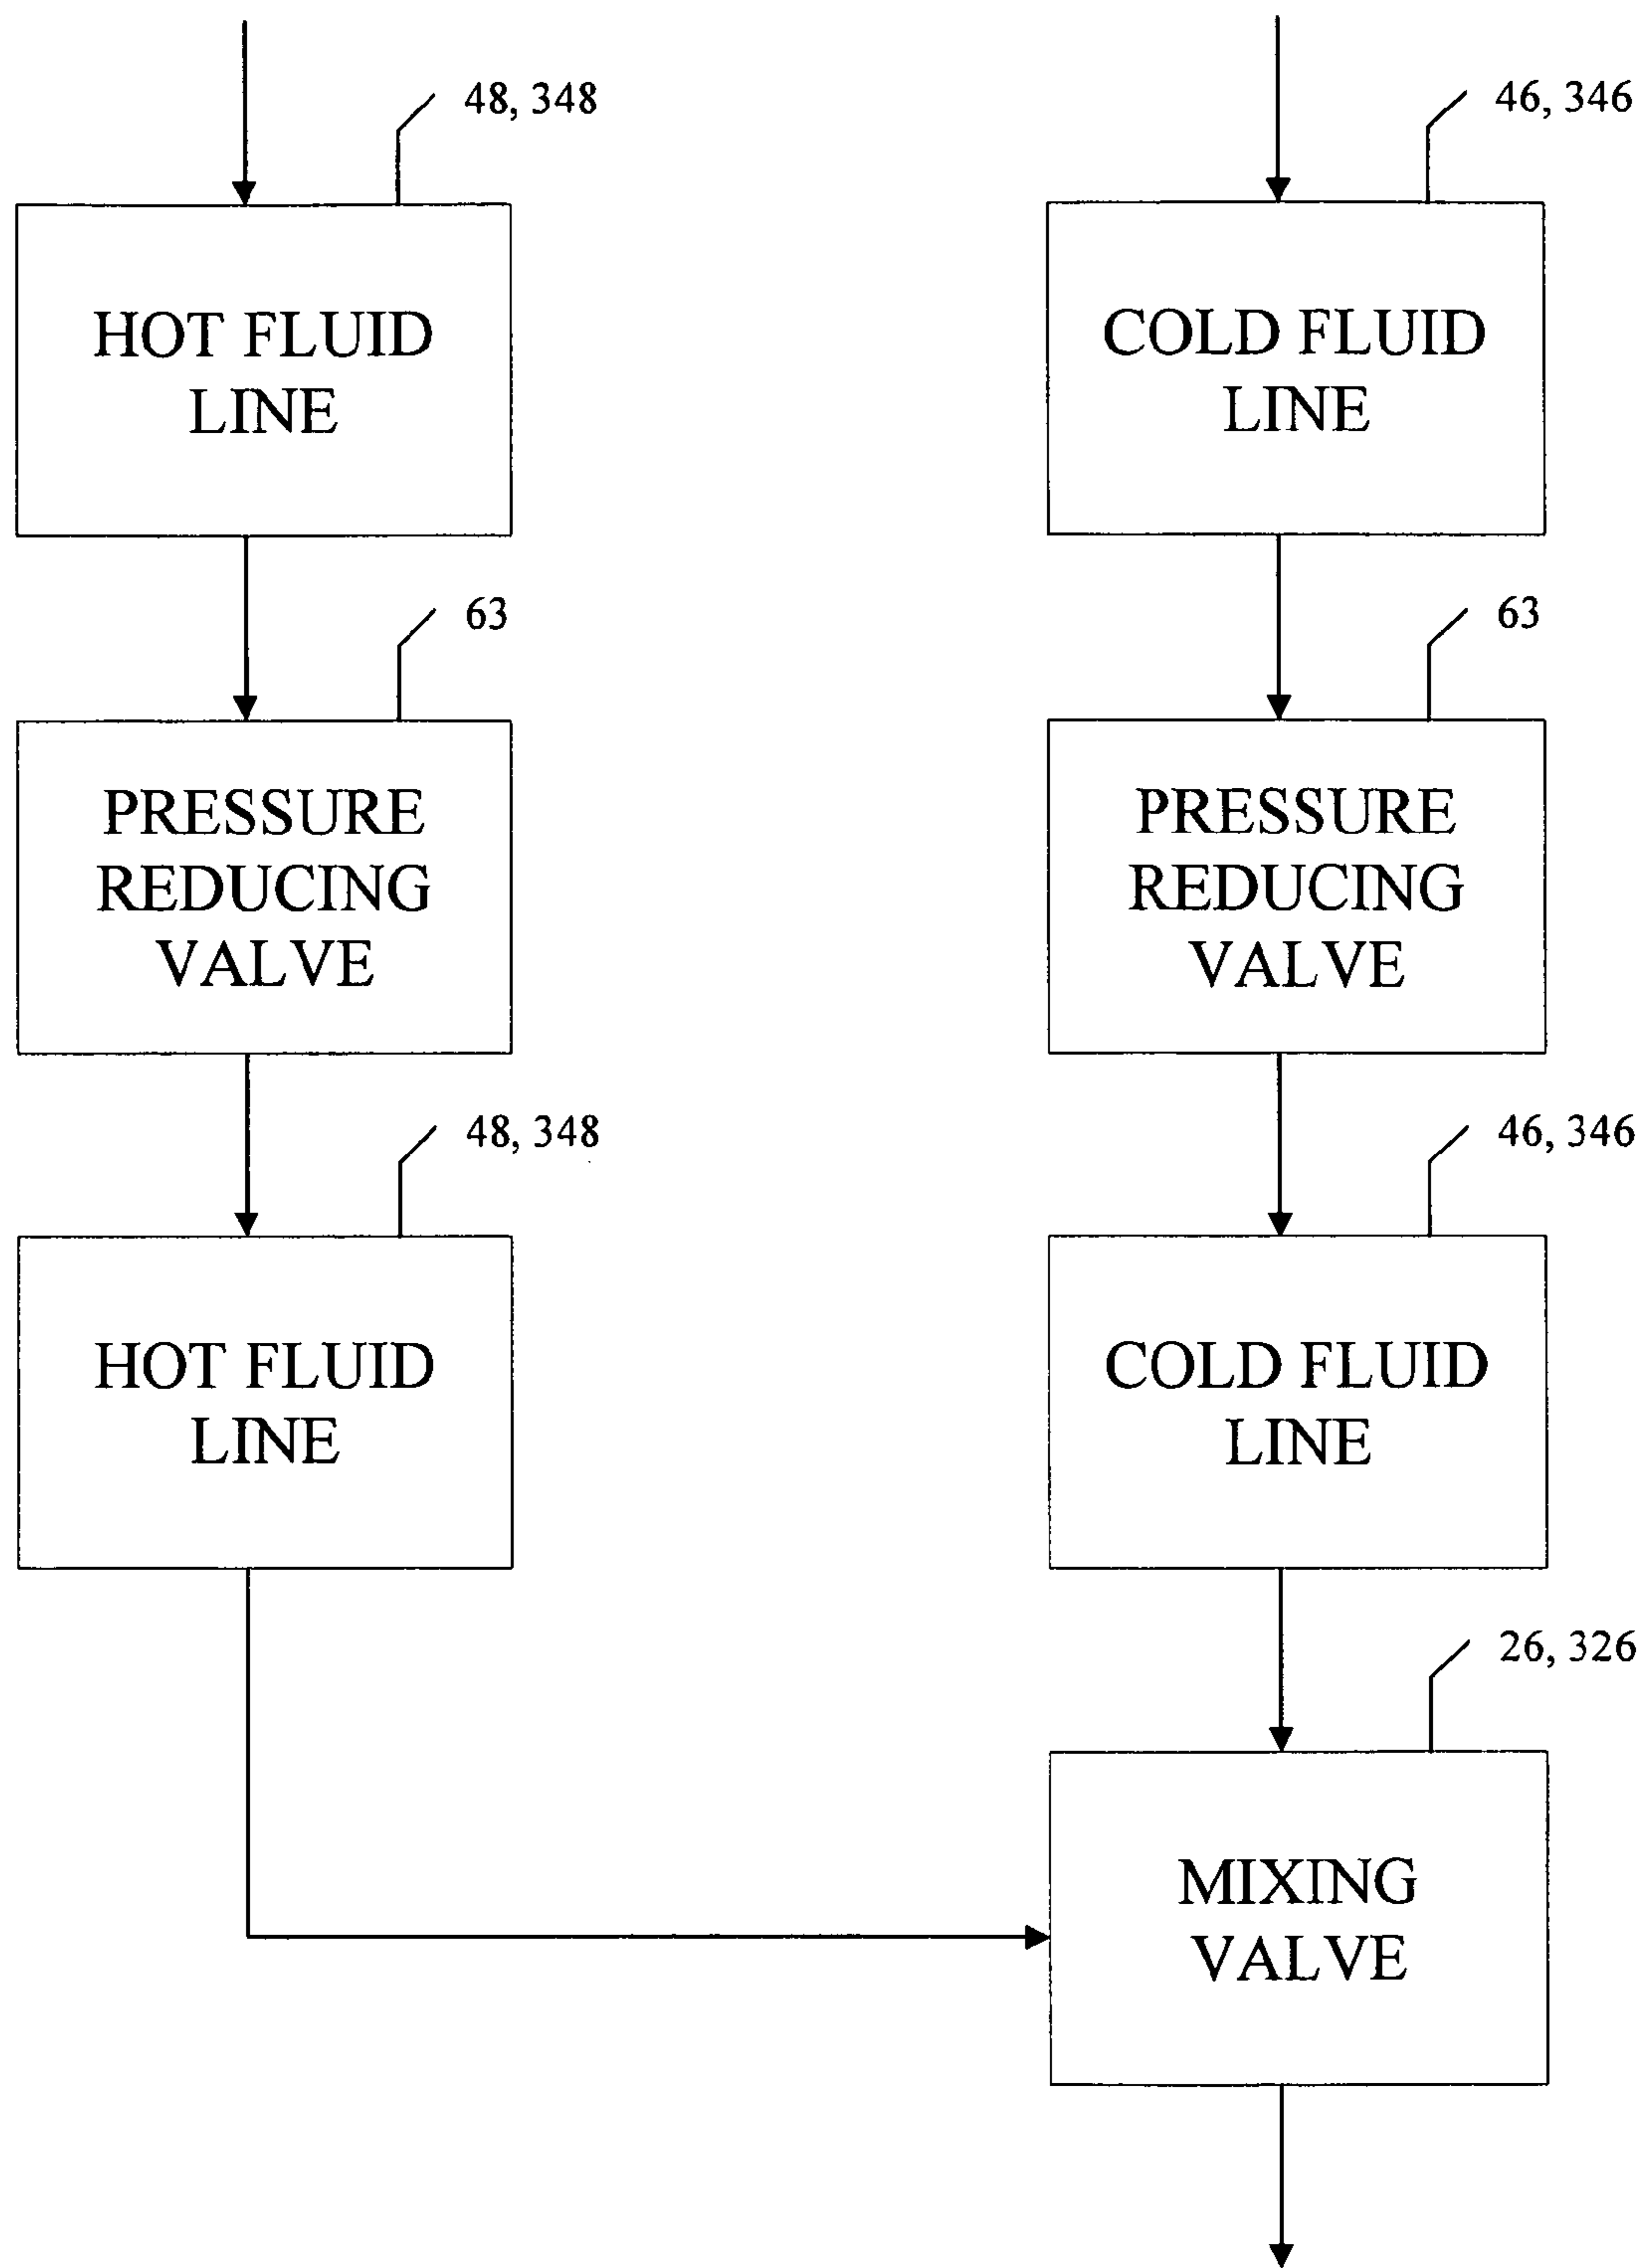 48, 348
HOT FLUID
LINE
63
PRESSURE
REDUCING
VALVE
48, 348
HOT FLUID
LINE
46, 346
COLD FLUID
LINE
63
PRESSURE
REDUCING
VALVE
46, 346
COLD FLUID
LINE
26, 326
MIXING
VALVE